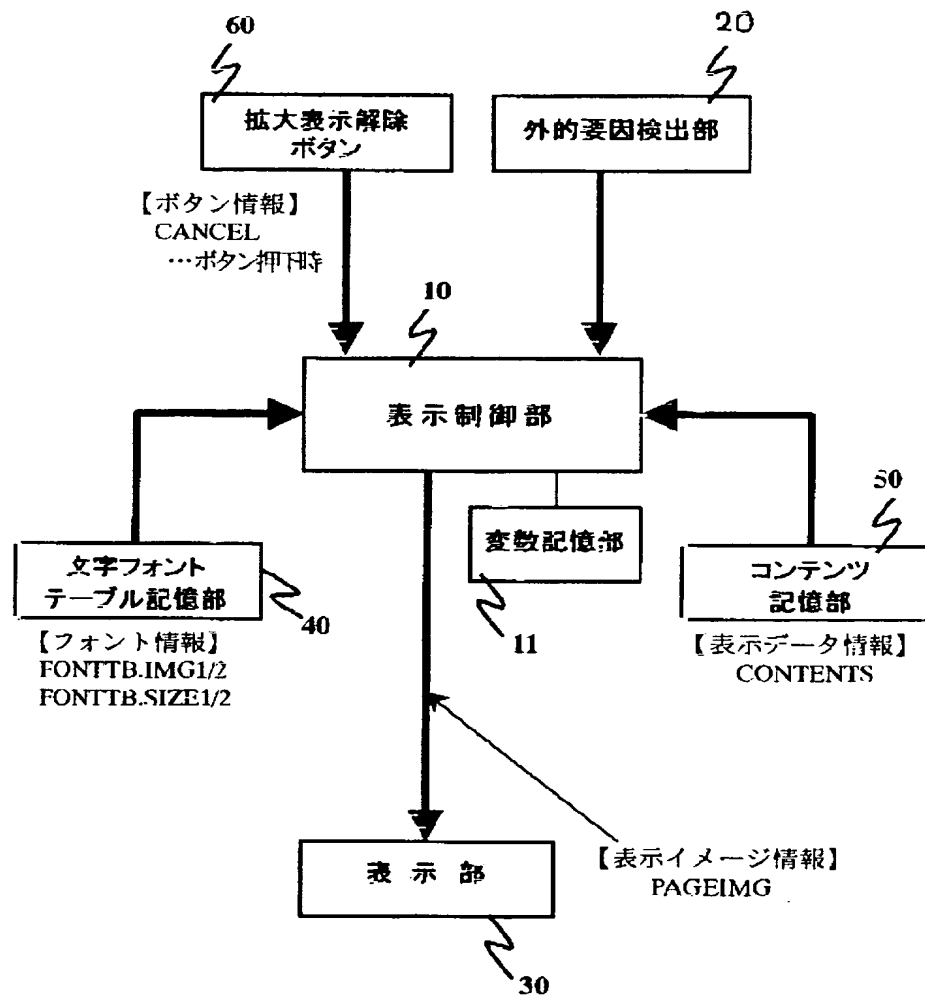 60
20
拡大表示解除
ボタン
外的要因検出部
【ボタン情報】
CANCEL
…ボタン押下時
10
表示制御部
50
変数記憶部
文字フォント
テーブル記憶部
コンテンツ
記憶部
40
11
【フォント情報】
FONTTB.IMG1/2
FONTTB.SIZE1/2
【表示データ情報】
CONTENTS
表示部
【表示イメージ情報】
PAGEIMG
30